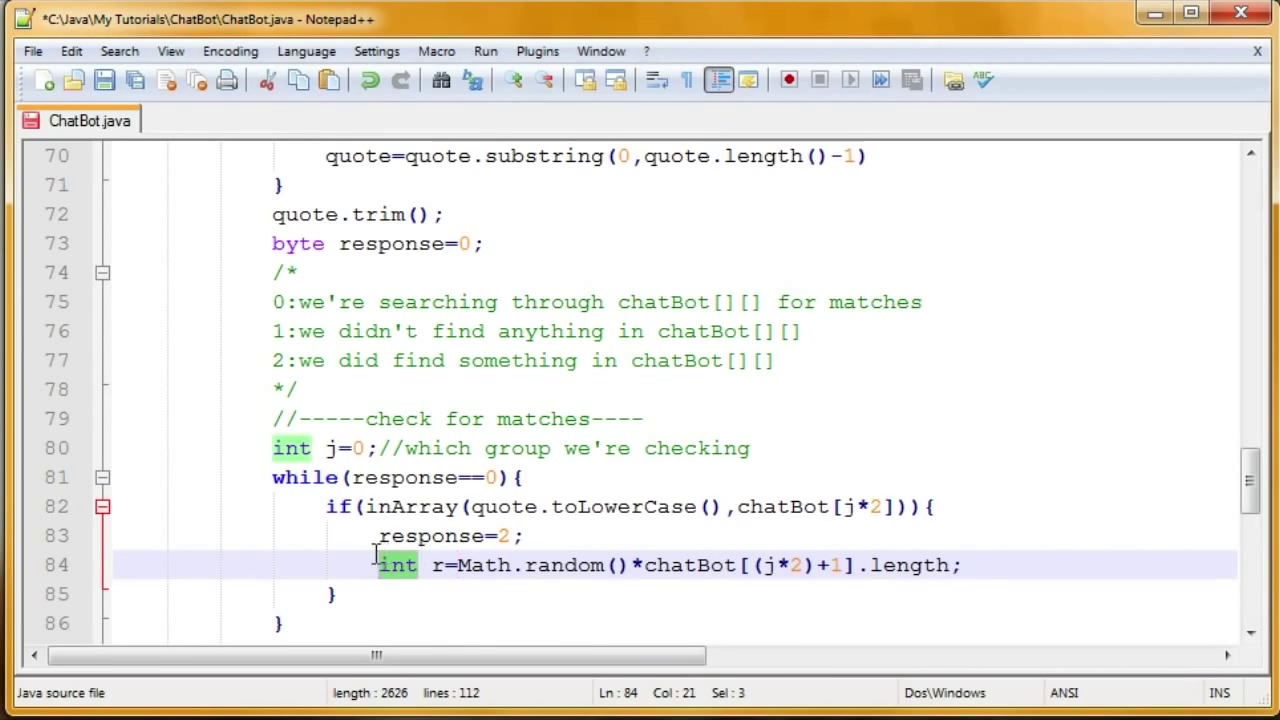 *C:\Java\My Tutorials\ChatBot\ChatBot.java - Notepad++
File Edit Search View Encoding Language Settings Macro Run Plugins Window ? X
ABC
ChatBot.java
70 quote=quote.substring(0,quote.length()-1)
71 }
72 quote.trim();
73 byte response=0;
74 /*
75 0:we're searching through chatBot[][] for matches
76 1:we didn't find anything in chatBot[][]
77 2:we did find something in chatBot[][]
78 */
79 //-----check for matches----
80 int j=0;//which group we're checking
81 while(response==0){
82 if(inArray(quote.toLowerCase(),chatBot[j*2])){
83 response=2;
84 int r=Math.random()*chatBot[(j*2)+1].length;
85 }
86 }
Java source file length : 2626 lines : 112 Ln : 84 Col : 21 Sel : 3 Dos\Windows ANSI INS